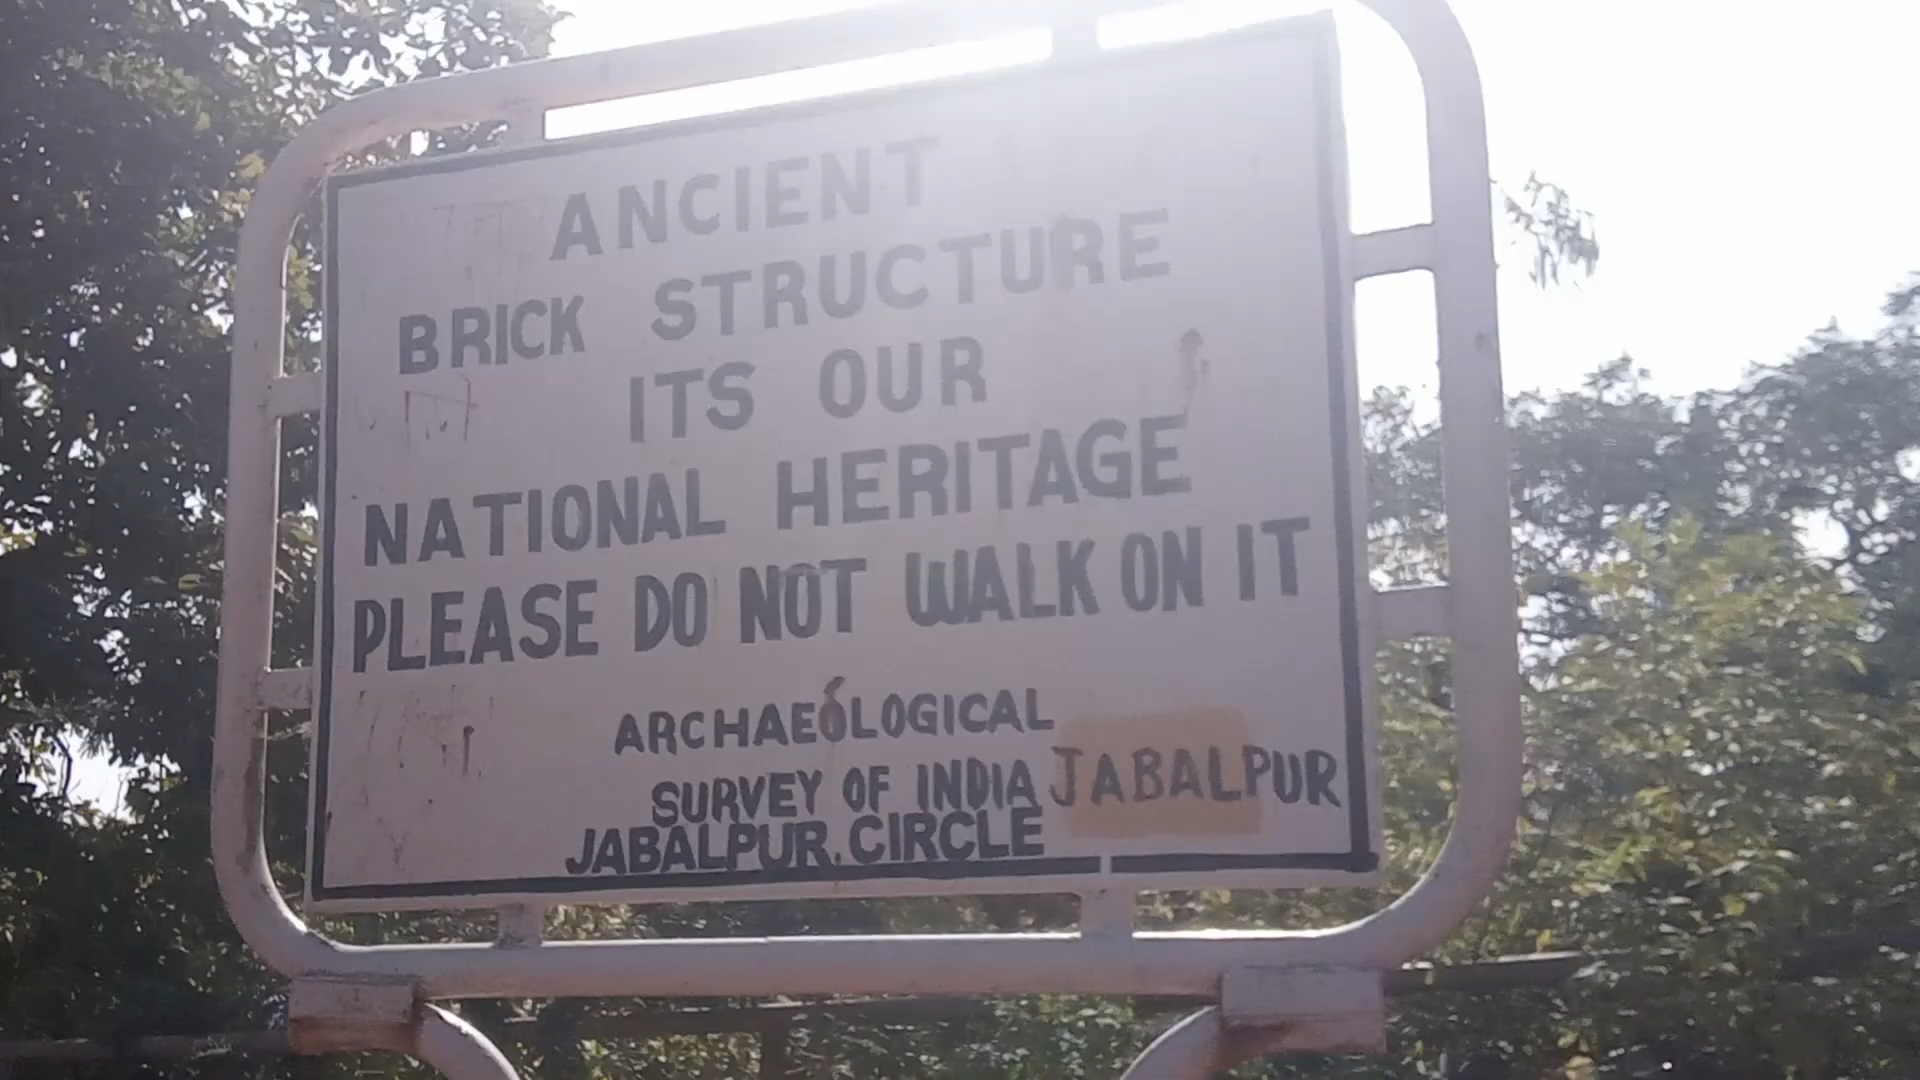 ANCIENT
BRICK STRUCTURE
ITS OUR
NATIONAL HERITAGE
PLEASE DO NOT WALK ON IT
ARCHAEOLOGICAL
SURVEY OF INDIA JABALPUR
JABALPUR. CIRCLE